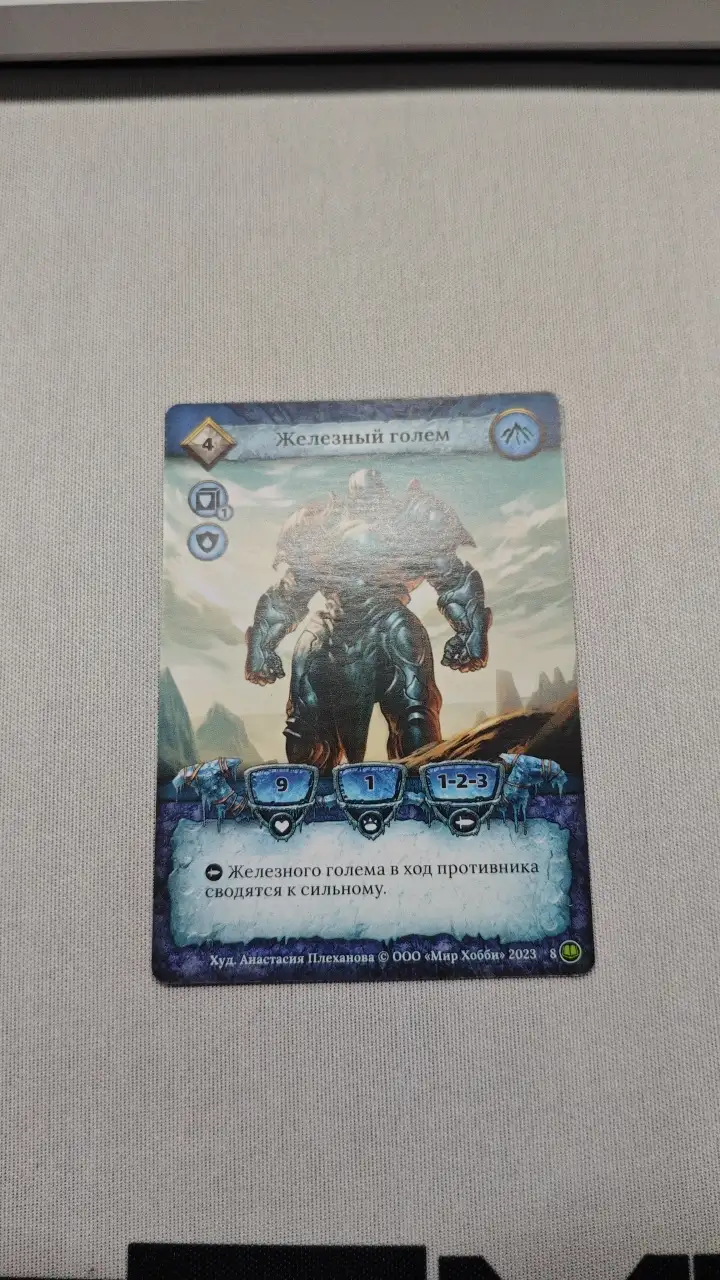 4
Железный голем
1
9
1
1-2-3
Железного голема в ход противника
сводятся к сильному.
Худ. Анастасия Плеханова © ООО «Мир Хобби» 2023 8